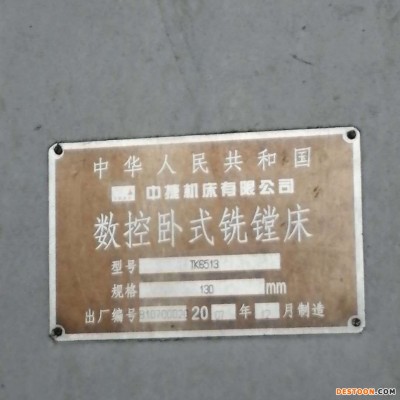 中华人民共和国
中捷机床有限公司
数控卧式铣镗床
型号 TK6513
规格 130 mm
出厂编号 20 年 月制造
DESTOON.COM